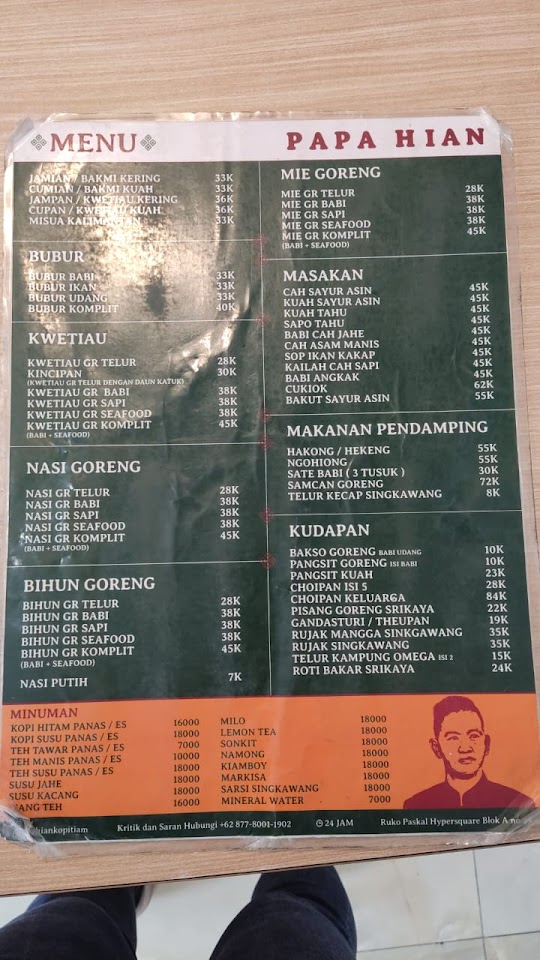 MENU
PAPA HIAN
JAMIAN / BAKMI KERING 33K
CUMIAN / BAKMI KUAH 33K
JAMPAN / KWETIAU KERING 36K
CUPAN / KWETIAU KUAH 36K
MISUA KALIMANTAN 33K
BUBUR
BUBUR BABI 33K
BUBUR IKAN 33K
BUBUR UDANG 33K
BUBUR KOMPLIT 40K
KWETIAU
KWETIAU GR TELUR 28K
KINCIPAN 30K
(KWETIAU GR TELUR DENGAN DAUN KATUK)
KWETIAU GR BABI 38K
KWETIAU GR SAPI 38K
KWETIAU GR SEAFOOD 38K
KWETIAU GR KOMPLIT 45K
(BABI + SEAFOOD)
NASI GORENG
NASI GR TELUR 28K
NASI GR BABI 38K
NASI GR SAPI 38K
NASI GR SEAFOOD 38K
NASI GR KOMPLIT 45K
(BABI + SEAFOOD)
BIHUN GORENG
BIHUN GR TELUR 28K
BIHUN GR BABI 38K
BIHUN GR SAPI 38K
BIHUN GR SEAFOOD 38K
BIHUN GR KOMPLIT 45K
(BABI + SEAFOOD)
NASI PUTIH 7K
MIE GORENG
MIE GR TELUR 28K
MIE GR BABI 38K
MIE GR SAPI 38K
MIE GR SEAFOOD 38K
MIE GR KOMPLIT 45K
(BABI + SEAFOOD)
MASAKAN
CAH SAYUR ASIN 45K
KUAH SAYUR ASIN 45K
KUAH TAHU 45K
SAPO TAHU 45K
BABI CAH JAHE 45K
CAH ASAM MANIS 45K
SOP IKAN KAKAP 45K
KAILAH CAH SAPI 45K
BABI ANGKAK 45K
CUKIOK 62K
BAKUT SAYUR ASIN 55K
MAKANAN PENDAMPING
HAKONG / HEKENG 55K
NGOHIONG 55K
SATE BABI ( 3 TUSUK ) 30K
SAMCAN GORENG 72K
TELUR KECAP SINGKAWANG 8K
KUDAPAN
BAKSO GORENG BABI UDANG 10K
PANGSIT GORENG ISI BABI 10K
PANGSIT KUAH 23K
CHOIPAN ISI 5 28K
CHOIPAN KELUARGA 84K
PISANG GORENG SRIKAYA 22K
GANDASTURI / THEUPAN 19K
RUJAK MANGGA SINKGAWANG 35K
RUJAK SINGKAWANG 35K
TELUR KAMPUNG OMEGA ISI 2 15K
ROTI BAKAR SRIKAYA 24K
MINUMAN
KOPI HITAM PANAS / ES 16000
KOPI SUSU PANAS / ES 18000
TEH TAWAR PANAS / ES 7000
TEH MANIS PANAS / ES 10000
TEH SUSU PANAS / ES 18000
SUSU JAHE 18000
SUSU KACANG 18000
TEH 16000
MILO 18000
LEMON TEA 18000
SONKIT 18000
NAMONG 18000
KIAMBOY 18000
MARKISA 18000
SARSI SINGKAWANG 18000
MINERAL WATER 7000
hiankopitiam
Kritik dan Saran Hubungi +62 877-8001-1902
24 JAM
Ruko Paskal Hypersquare Blok A no